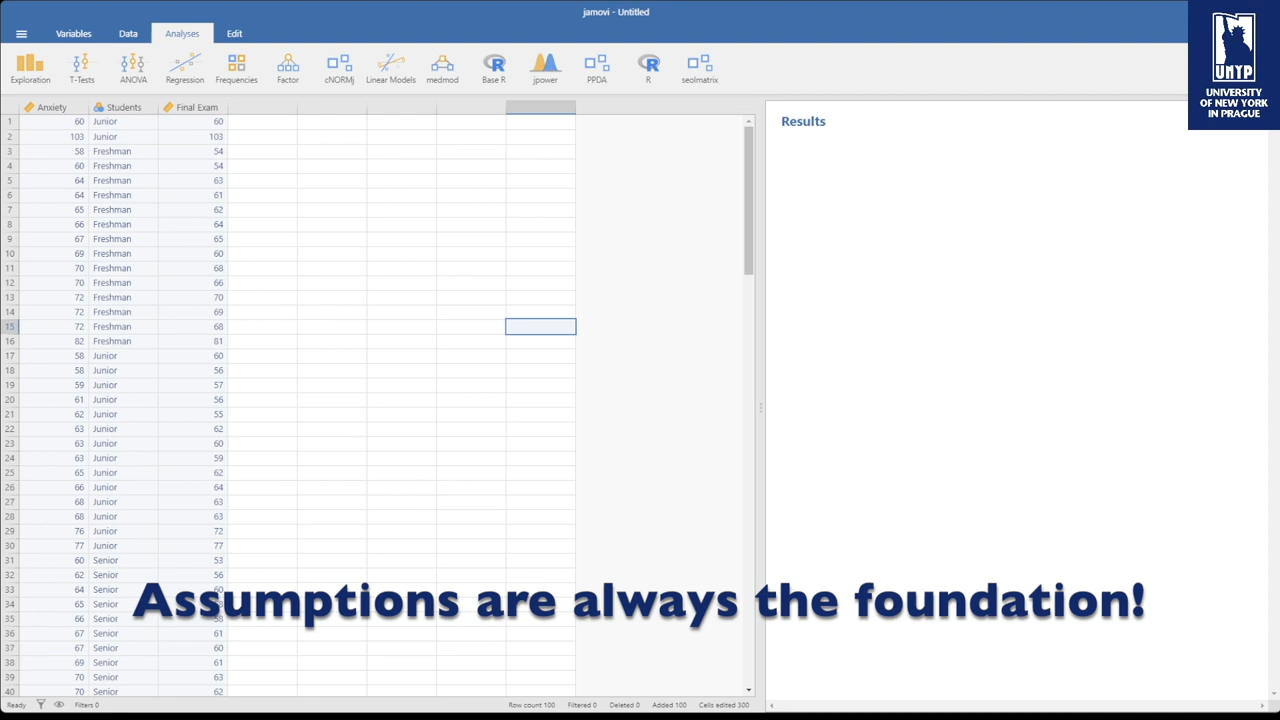 jamovi - Untitled
Variables Data Analyses Edit
Exploration T-Tests ANOVA Regression Frequencies Factor cNORMj Linear Models medmod Base R jpower PPDA R seolmatrix
UNYP
UNIVERSITY
OF NEW YORK
IN PRAGUE
Anxiety Students Final Exam
Results
1 60 Junior 60
2 103 Junior 103
3 58 Freshman 54
4 60 Freshman 54
5 64 Freshman 63
6 64 Freshman 61
7 65 Freshman 62
8 66 Freshman 64
9 67 Freshman 65
10 69 Freshman 60
11 70 Freshman 68
12 70 Freshman 66
13 72 Freshman 70
14 72 Freshman 69
15 72 Freshman 68
16 82 Freshman 81
17 58 Junior 60
18 58 Junior 56
19 59 Junior 57
20 61 Junior 56
21 62 Junior 55
22 63 Junior 62
23 63 Junior 60
24 63 Junior 59
25 65 Junior 62
26 66 Junior 64
27 68 Junior 63
28 68 Junior 63
29 76 Junior 72
30 77 Junior 77
31 60 Senior 53
32 62 Senior 56
33 64 Senior
34 65 Senior
Assumptions are always the foundation!
35 66 Senior
36 67 Senior 61
37 67 Senior 60
38 69 Senior 61
39 70 Senior 63
40 70 Senior 62
Ready Filters 0 Row count 100 Filtered 0 Deleted 0 Added 100 Cells edited 300